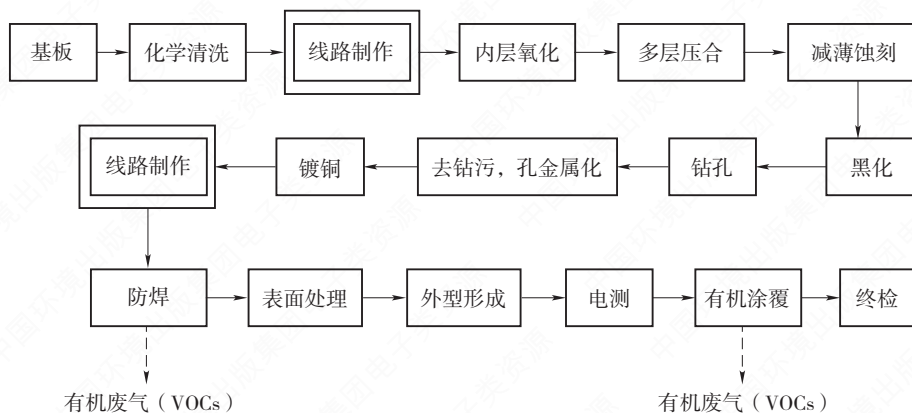 基板
化学清洗
线路制作
内层氧化
多层压合
减薄蚀刻
黑化
钻孔
去钻污，孔金属化
镀铜
线路制作
防焊
表面处理
外型形成
电测
有机涂覆
终检
有机废气（VOCs）
有机废气（VOCs）